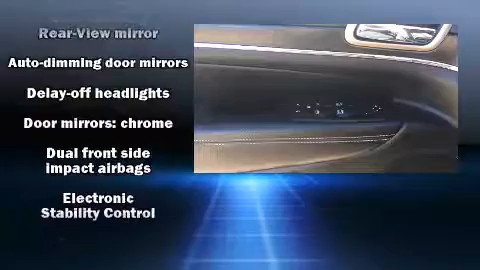 Rear-View mirror
Auto-dimming door mirrors
Delay-off headlights
Door mirrors: chrome
Dual front side
impact airbags
Electronic
Stability Control